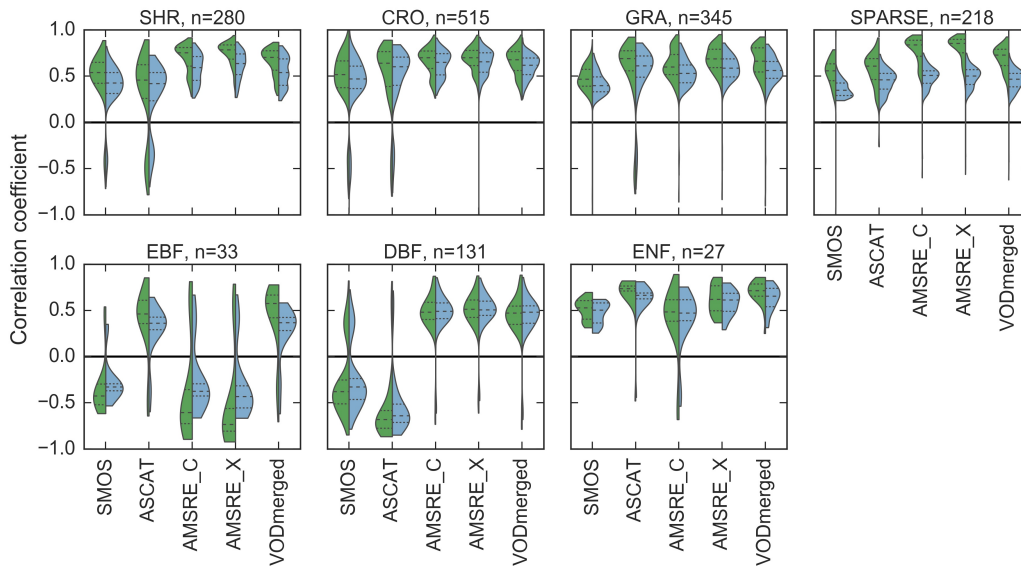 SHR, n=280
CRO, n=515
GRA, n=345
SPARSE, n=218
1.0
0.5
0.0
−0.5
−1.0
Correlation coefficient
SMOS
ASCAT
AMSRE_C
AMSRE_X
VODmerged
EBF, n=33
DBF, n=131
ENF, n=27
1.0
0.5
0.0
−0.5
−1.0
SMOS
ASCAT
AMSRE_C
AMSRE_X
VODmerged
SMOS
ASCAT
AMSRE_C
AMSRE_X
VODmerged
SMOS
ASCAT
AMSRE_C
AMSRE_X
VODmerged